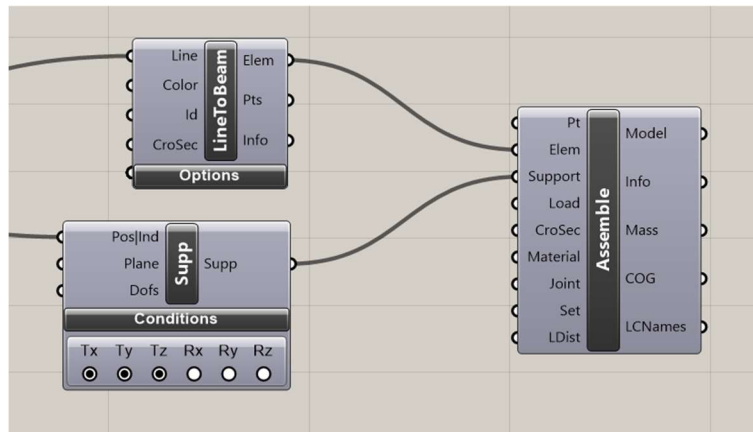 Line
Color
Id
CroSec
LineToBeam
Elem
Pts
Info
Options
Pos|Ind
Plane
Dofs
Supp
Supp
Conditions
Tx Ty Tz Rx Ry Rz
Pt
Elem
Support
Load
CroSec
Material
Joint
Set
LDist
Assemble
Model
Info
Mass
COG
LCNames